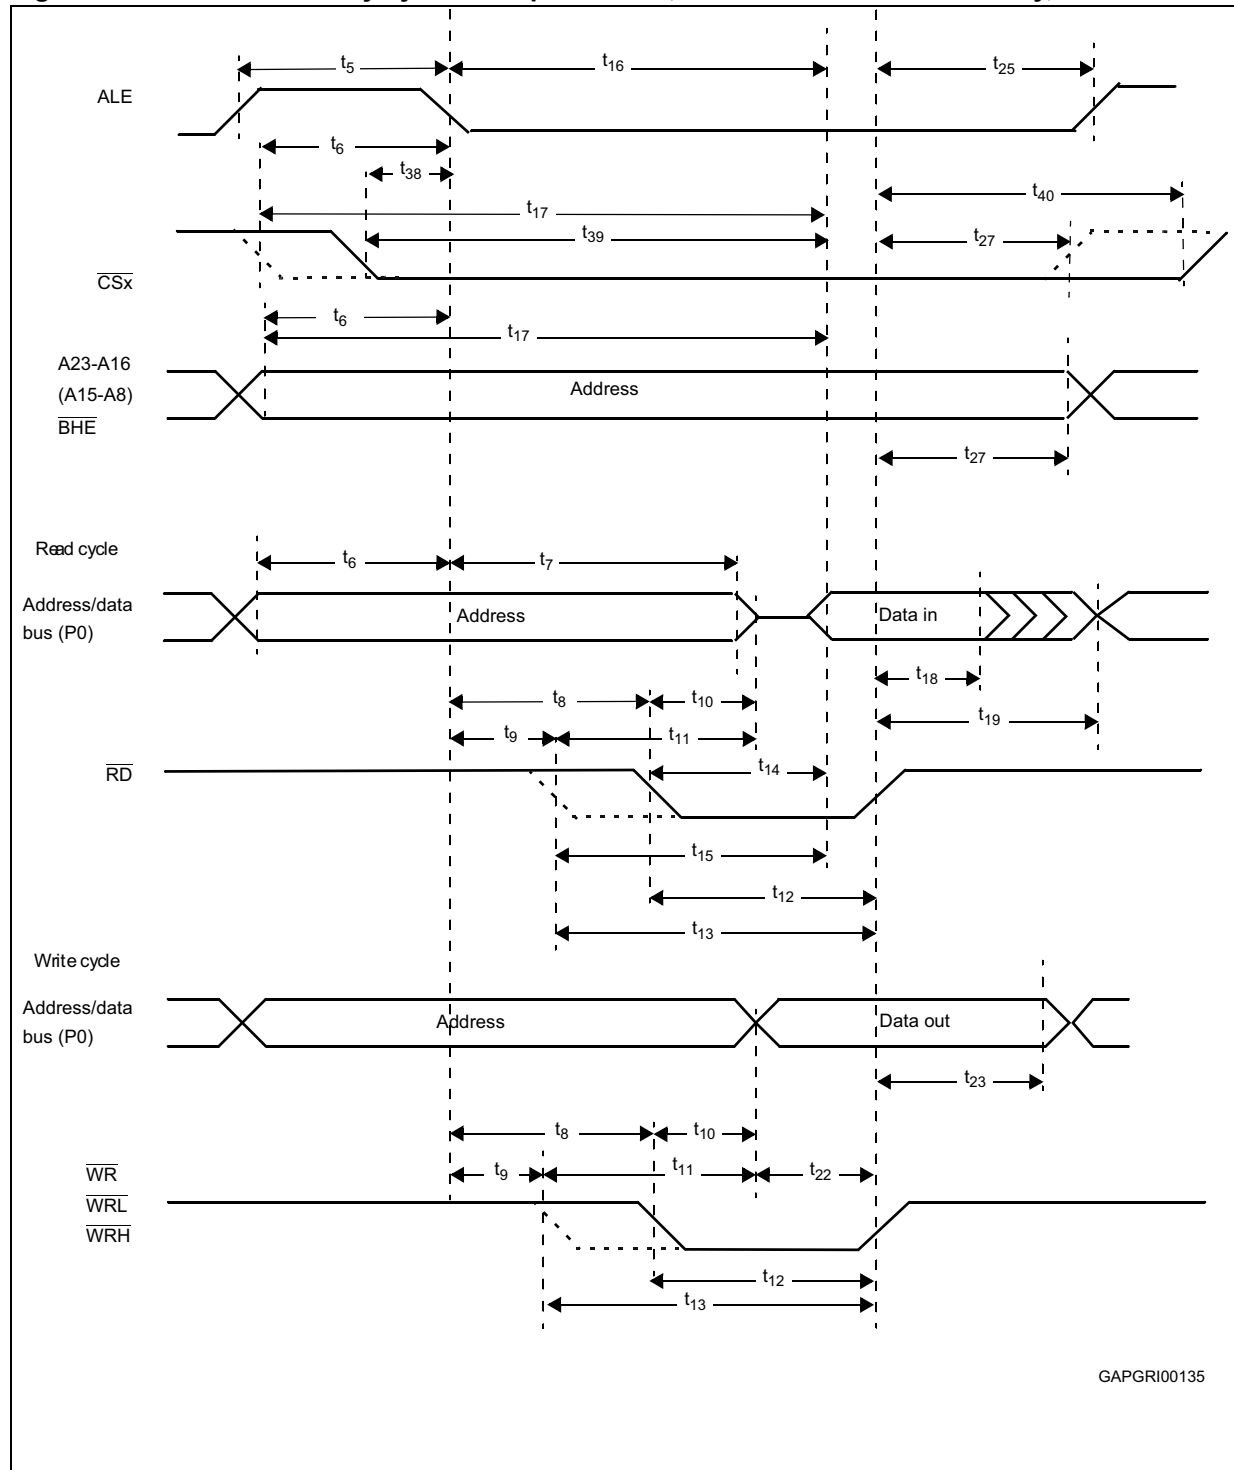 t5 t16 t25
ALE
t6
t38
t40
t17
t39 t27
CSx
t6
t17
A23-A16
(A15-A8) Address
BHE
t27
Read cycle
t6 t7
Address/data
bus (P0)
Address Data in
t18
t8 t10
t19
t9 t11
RD
t14
t15
t12
t13
Write cycle
Address/data
bus (P0)
Address Data out
t23
t8 t10
WR
t9 t11 t22
WRL
WRH
t12
t13
GAPGRI00135